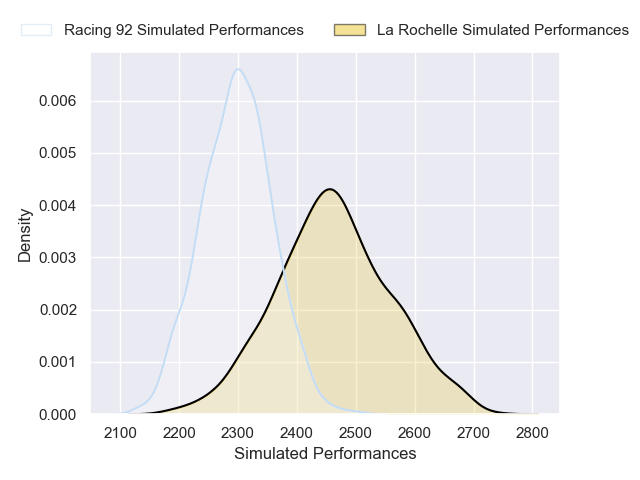 Racing 92 Simulated Performances La Rochelle Simulated Performances
0.006
0.005
0.004
0.003
0.002
0.001
0.000
Density
2100 2200 2300 2400 2500 2600 2700 2800
Simulated Performances